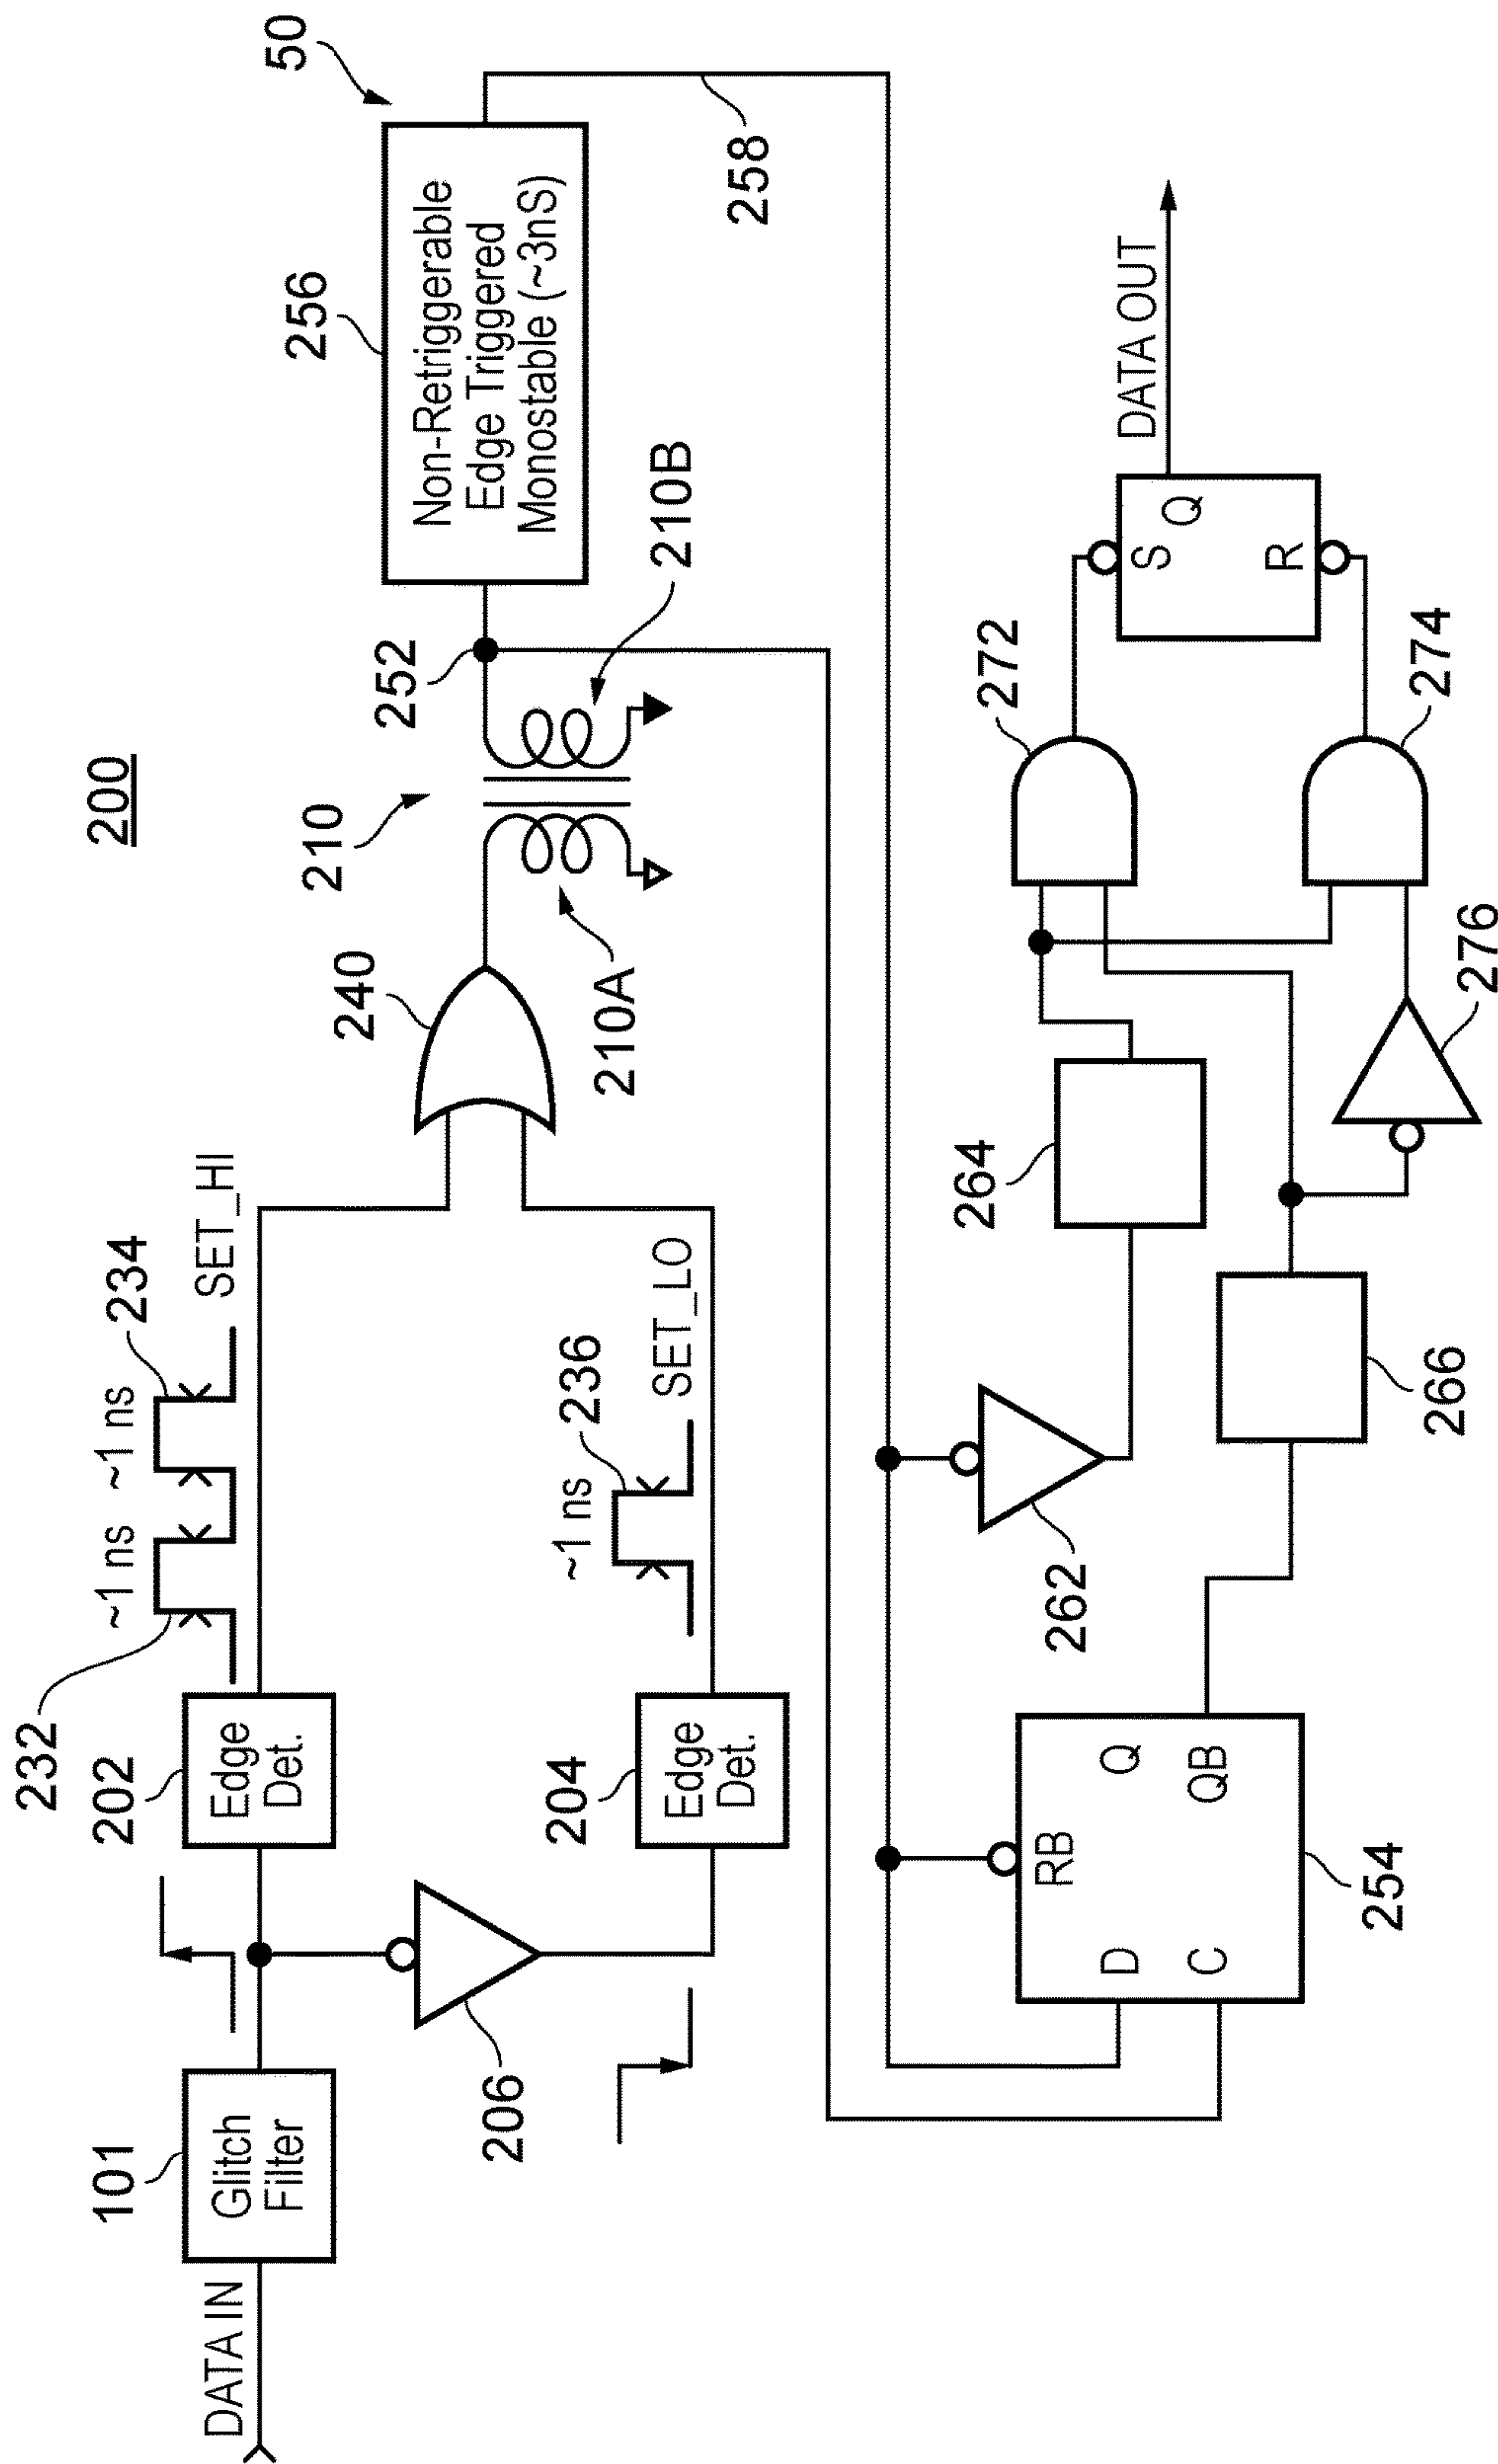 200
50
DATA IN
101
Glitch
Filter
232
~1 ns
~1 ns
234
SET_HI
202
Edge
Det.
206
204
Edge
Det.
236
~1 ns
SET_LO
240
210
210A
210B
252
256
Non-Retriggerable
Edge Triggered
Monostable (~3nS)
258
254
D
C
RB
Q
QB
262
264
266
276
272
274
S
Q
R
DATA OUT